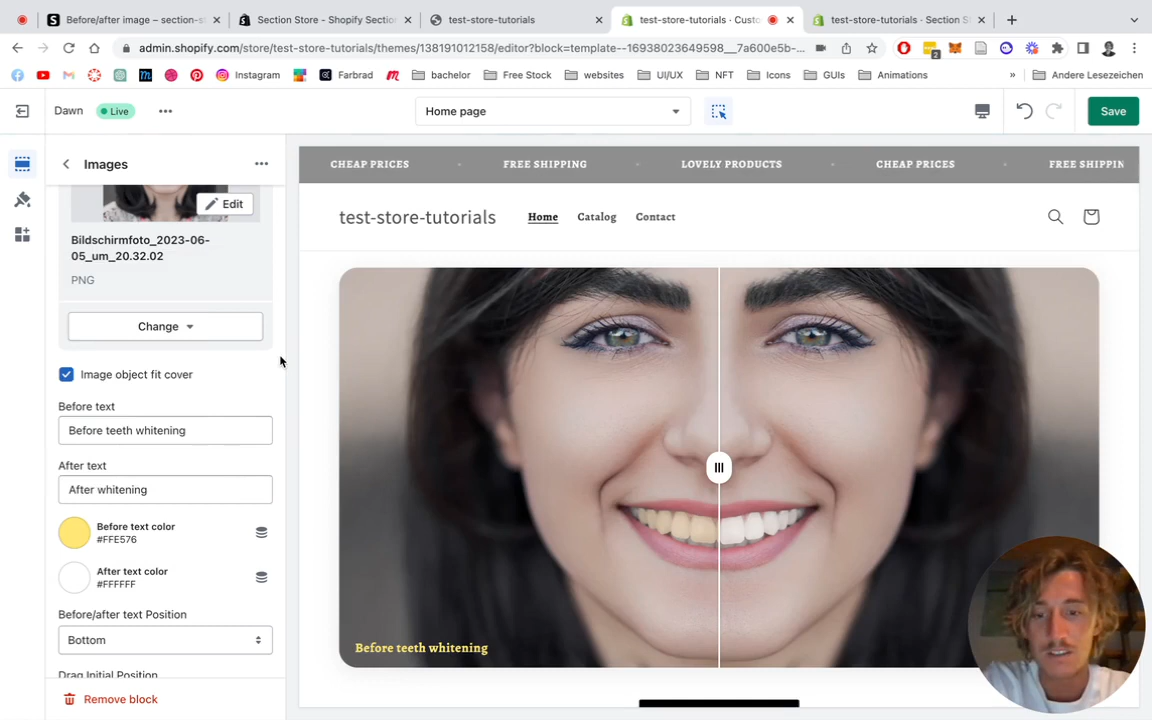 Before/after image – section-s
Section Store - Shopify Section
test-store-tutorials
test-store-tutorials · Custo
test-store-tutorials · Section S
admin.shopify.com/store/test-store-tutorials/themes/138191012158/editor?block=template--16938023649598__7a600e5b-...
2
Instagram
Farbrad
bachelor
Free Stock
websites
UI/UX
NFT
Icons
GUIs
Animations
»
Andere Lesezeichen
Dawn
Live
Home page
Save
Images
CHEAP PRICES
FREE SHIPPING
LOVELY PRODUCTS
CHEAP PRICES
FREE SHIPPIN
Edit
test-store-tutorials
Home
Catalog
Contact
Bildschirmfoto_2023-06-
05_um_20.32.02
PNG
Change
Image object fit cover
Before text
Before teeth whitening
After text
After whitening
Before text color
#FFE576
After text color
#FFFFFF
Before/after text Position
Bottom
Before teeth whitening
Drag Initial Position
Remove block